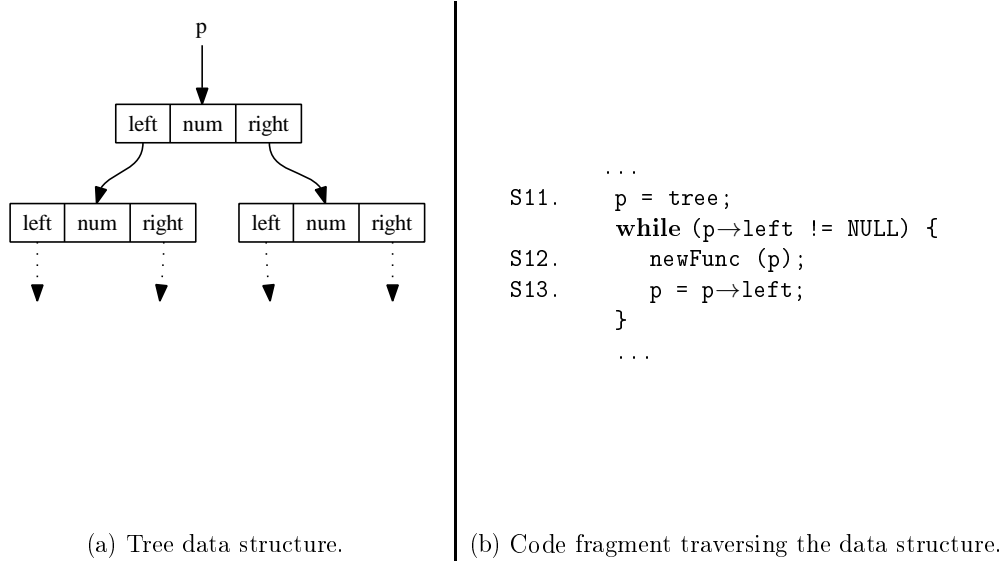 p
left num right
left num right
left num right
(a) Tree data structure.
...
S11. p = tree;
while (p→left != NULL) {
S12. newFunc (p);
S13. p = p→left;
}
...
(b) Code fragment traversing the data structure.